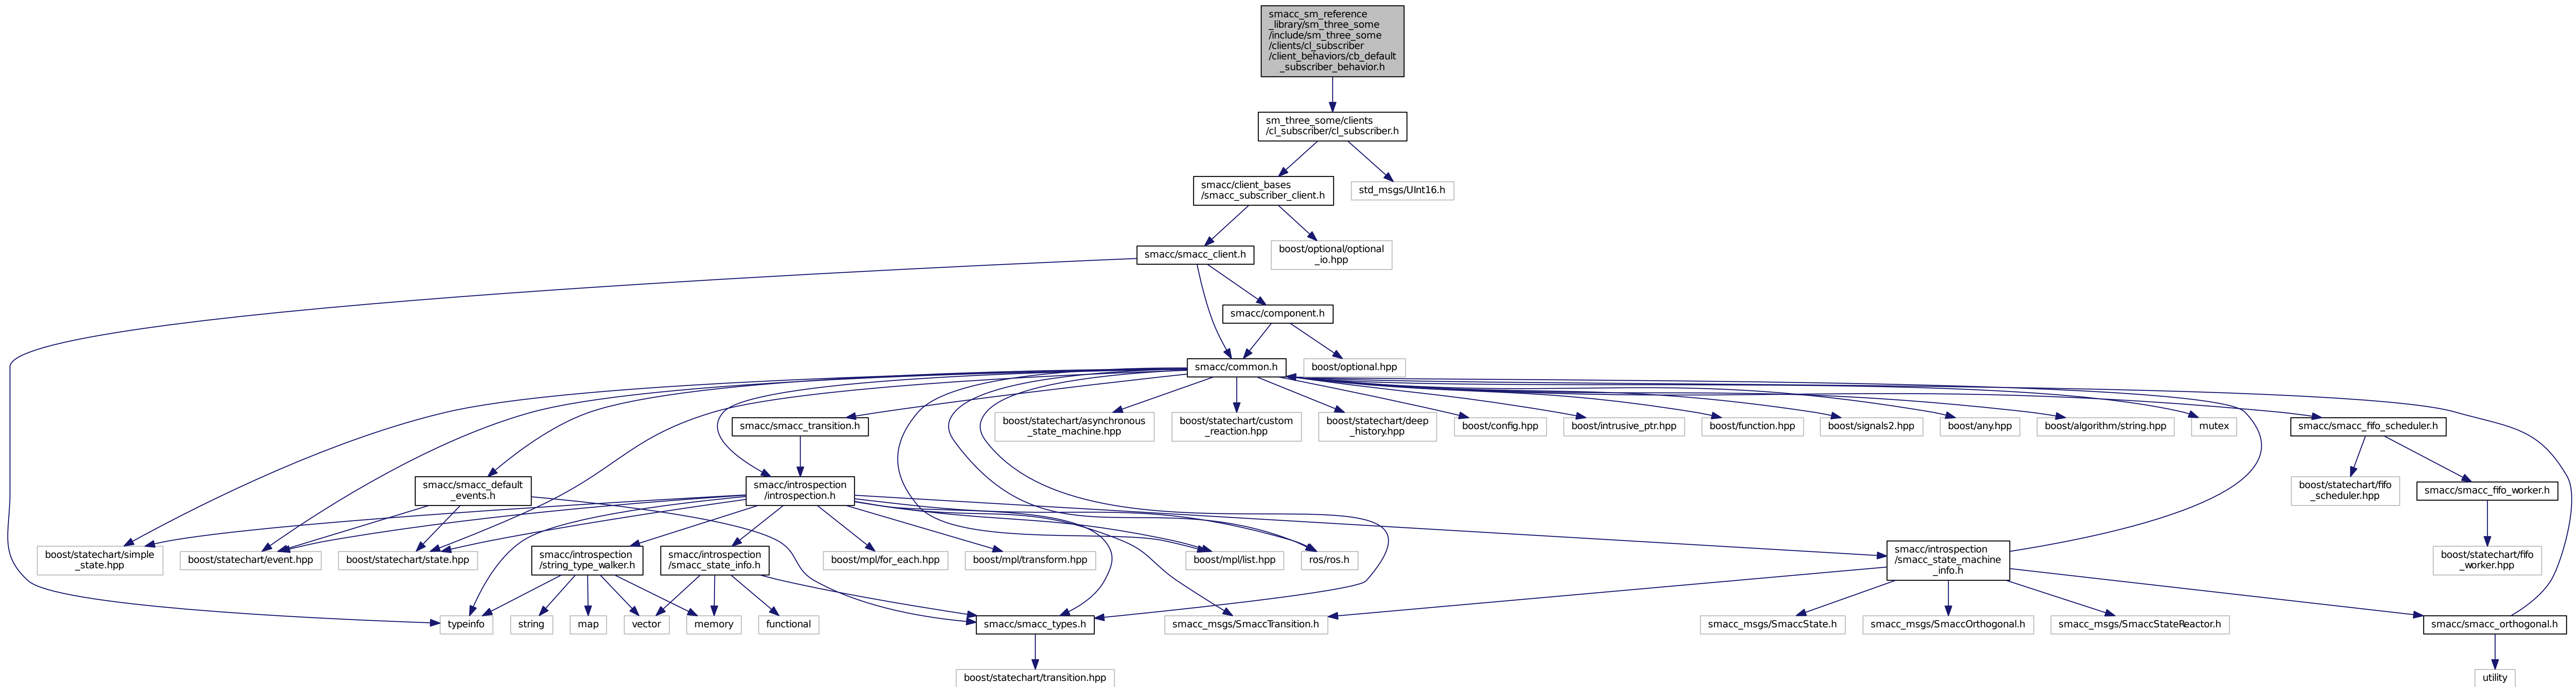 smacc_sm_reference
_library/sm_three_some
/include/sm_three_some
/clients/cl_subscriber
/client_behaviors/cb_default
_subscriber_behavior.h
sm_three_some/clients
/cl_subscriber/cl_subscriber.h
smacc/client_bases
/smacc_subscriber_client.h
std_msgs/UInt16.h
smacc/smacc_client.h
boost/optional/optional
_io.hpp
smacc/component.h
smacc/common.h
boost/optional.hpp
smacc/smacc_transition.h
boost/statechart/asynchronous
_state_machine.hpp
boost/statechart/custom
_reaction.hpp
boost/statechart/deep
_history.hpp
boost/config.hpp
boost/intrusive_ptr.hpp
boost/function.hpp
boost/signals2.hpp
boost/any.hpp
boost/algorithm/string.hpp
mutex
smacc/smacc_fifo_scheduler.h
smacc/smacc_default
_events.h
smacc/introspection
/introspection.h
boost/statechart/fifo
_scheduler.hpp
smacc/smacc_fifo_worker.h
boost/statechart/simple
_state.hpp
boost/statechart/event.hpp
boost/statechart/state.hpp
smacc/introspection
/string_type_walker.h
smacc/introspection
/smacc_state_info.h
boost/mpl/for_each.hpp
boost/mpl/transform.hpp
boost/mpl/list.hpp
ros/ros.h
smacc/introspection
/smacc_state_machine
_info.h
boost/statechart/fifo
_worker.hpp
typeinfo
string
map
vector
memory
functional
smacc/smacc_types.h
smacc_msgs/SmaccTransition.h
smacc_msgs/SmaccState.h
smacc_msgs/SmaccOrthogonal.h
smacc_msgs/SmaccStateReactor.h
smacc/smacc_orthogonal.h
boost/statechart/transition.hpp
utility